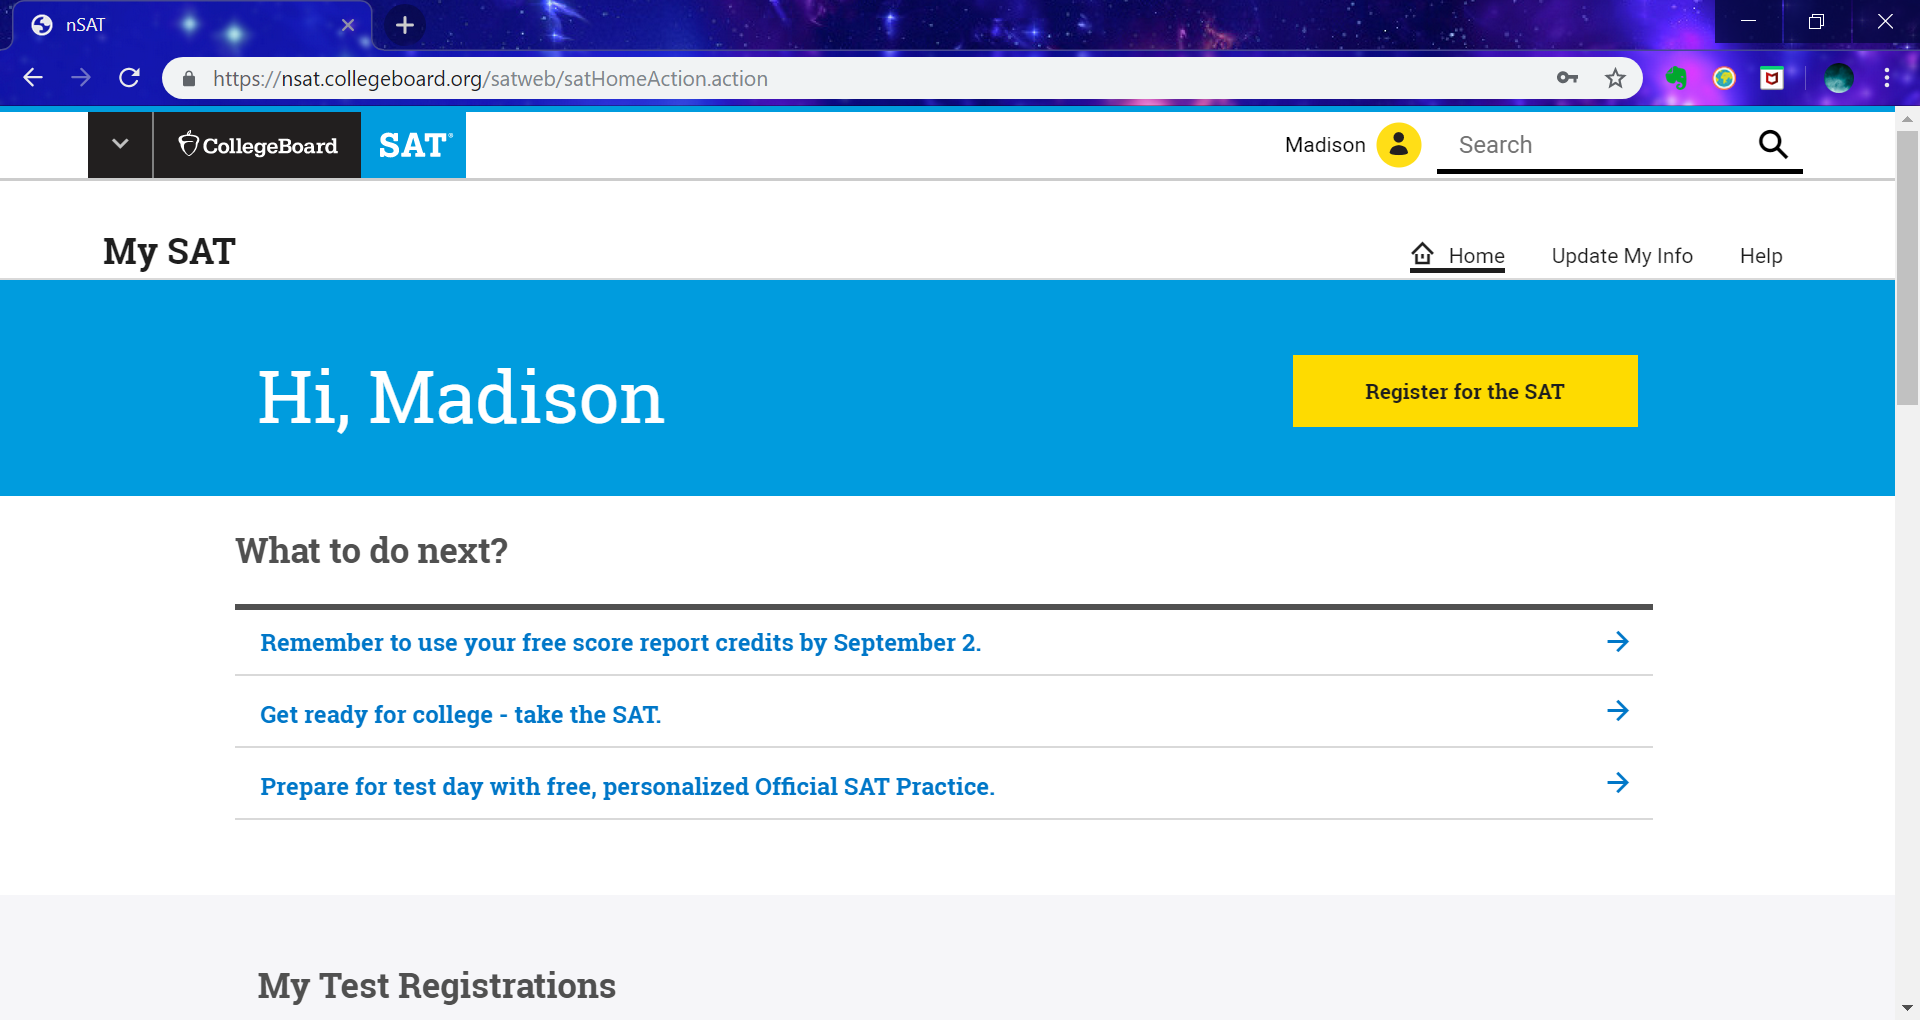 nSAT
https://nsat.collegeboard.org/satweb/satHomeAction.action
CollegeBoard SAT®
Madison
Search
My SAT
Home Update My Info Help
Hi, Madison
Register for the SAT
What to do next?
Remember to use your free score report credits by September 2.
Get ready for college - take the SAT.
Prepare for test day with free, personalized Official SAT Practice.
My Test Registrations